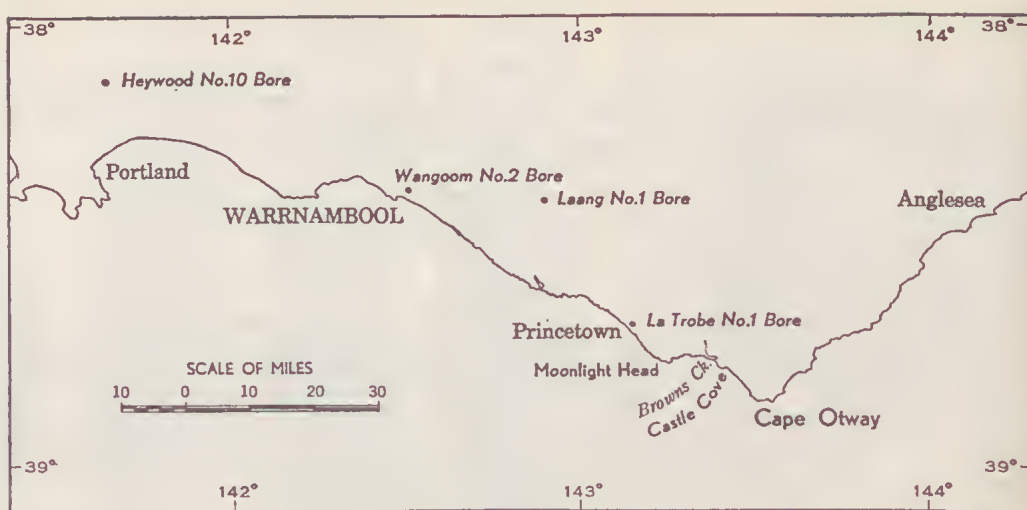 38°
142°
143°
144°
38°
Heywood No.10 Bore
Portland
Wangoom No.2 Bore
WARRNAMBOOL
Laang No.1 Bore
Anglesea
La Trobe No.1 Bore
Princetown
Moonlight Head
Browns Ck.
Castle Cove
Cape Otway
SCALE OF MILES
10 0 10 20 30
39°
142°
143°
144°
39°